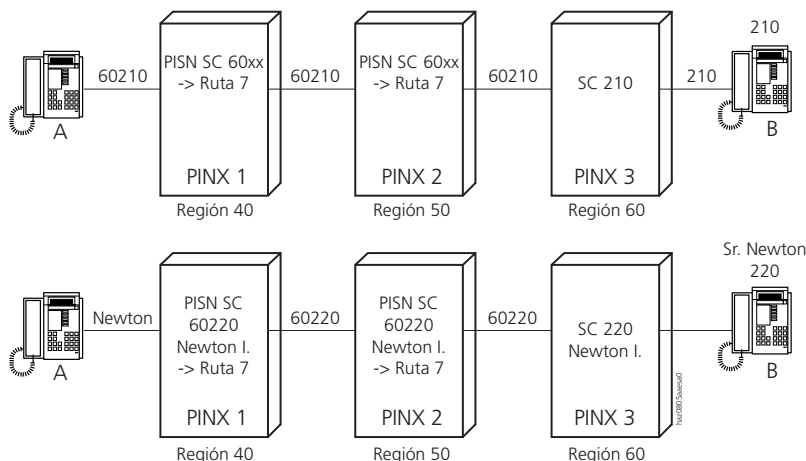 210
PISN SC 60xx
-> Ruta 7
PISN SC 60xx
-> Ruta 7
60210
60210
60210
SC 210
210
A
B
PINX 1
PINX 2
PINX 3
Región 40
Región 50
Región 60
Sr. Newton
220
Newton
PISN SC
60220
Newton I.
-> Ruta 7
60220
PISN SC
60220
Newton I.
-> Ruta 7
60220
SC 220
Newton I.
A
B
PINX 1
PINX 2
PINX 3
haz0805aaesa0
Región 40
Región 50
Región 60